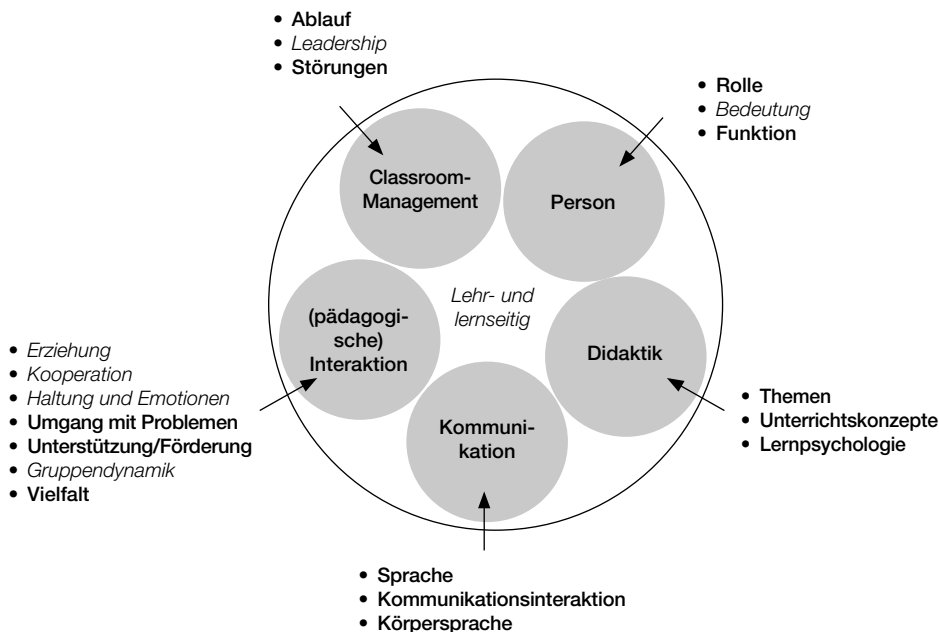 • Ablauf
• Leadership
• Störungen
• Rolle
• Bedeutung
• Funktion
Classroom-
Management
Person
Lehr- und
lernseitig
(pädagogi-
sche)
Interaktion
Didaktik
• Erziehung
• Kooperation
• Haltung und Emotionen
• Umgang mit Problemen
• Unterstützung/Förderung
• Gruppendynamik
• Vielfalt
• Themen
• Unterrichtskonzepte
• Lernpsychologie
Kommuni-
kation
• Sprache
• Kommunikationsinteraktion
• Körpersprache